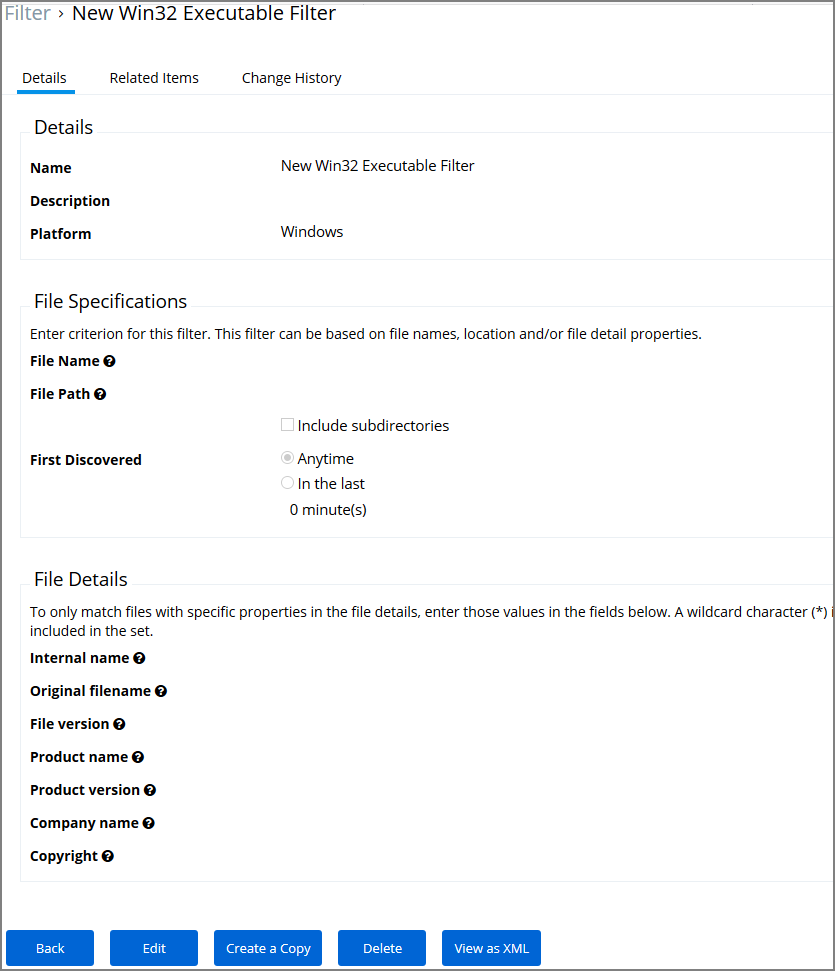 Filter › New Win32 Executable Filter
Details Related Items Change History
Details
Name New Win32 Executable Filter
Description
Platform Windows
File Specifications
Enter criterion for this filter. This filter can be based on file names, location and/or file detail properties.
File Name ?
File Path ?
Include subdirectories
First Discovered Anytime
In the last
0 minute(s)
File Details
To only match files with specific properties in the file details, enter those values in the fields below. A wildcard character (*) i
included in the set.
Internal name ?
Original filename ?
File version ?
Product name ?
Product version ?
Company name ?
Copyright ?
Back Edit Create a Copy Delete View as XML